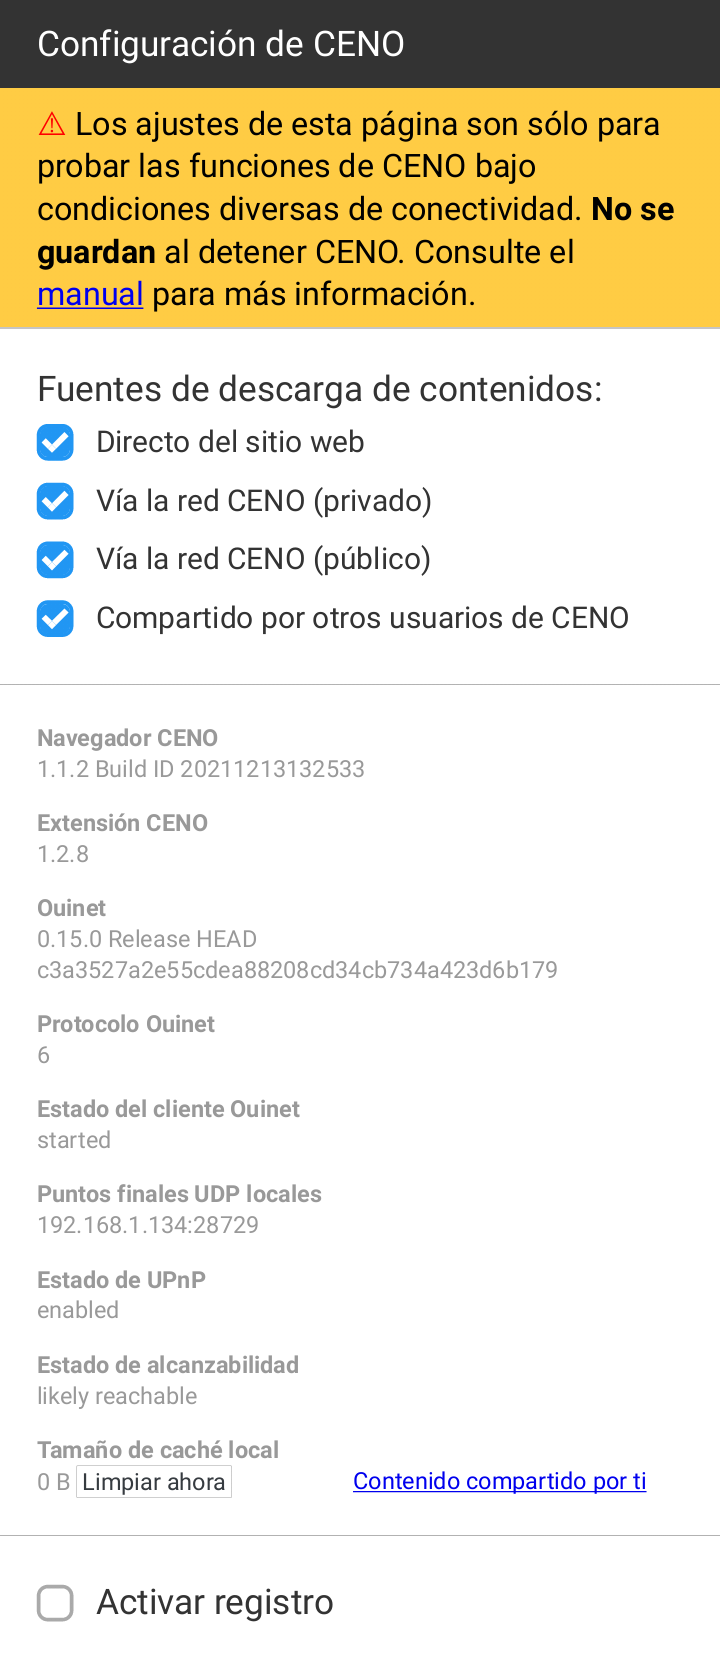 Configuración de CENO
⚠ Los ajustes de esta página son sólo para
probar las funciones de CENO bajo
condiciones diversas de conectividad. No se
guardan al detener CENO. Consulte el
manual para más información.
Fuentes de descarga de contenidos:
Directo del sitio web
Vía la red CENO (privado)
Vía la red CENO (público)
Compartido por otros usuarios de CENO
Navegador CENO
1.1.2 Build ID 20211213132533
Extensión CENO
1.2.8
Ouinet
0.15.0 Release HEAD
c3a3527a2e55cdea88208cd34cb734a423d6b179
Protocolo Ouinet
6
Estado del cliente Ouinet
started
Puntos finales UDP locales
192.168.1.134:28729
Estado de UPnP
enabled
Estado de alcanzabilidad
likely reachable
Tamaño de caché local
0 B Limpiar ahora Contenido compartido por ti
Activar registro